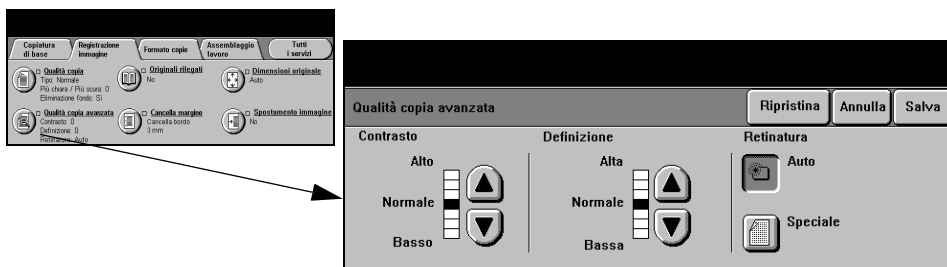 Copiatura di base
Registrazione immagine
Formato copie
Assemblaggio lavoro
Tutti i servizi
Qualità copia
Tipo: Normale
Più chiara / Più scura: 0
Eliminazione fondo: Sì
Originali rilegati
No
Dimensioni originale
Auto
Qualità copia avanzata
Contrasto: 0
Definizione: 0
Retinatura: Auto
Cancella margine
Cancella bordo
3 mm
Spostamento immagine
No
Qualità copia avanzata
Ripristina
Annulla
Salva
Contrasto
Alto
Normale
Basso
Definizione
Alta
Normale
Bassa
Retinatura
Auto
Speciale